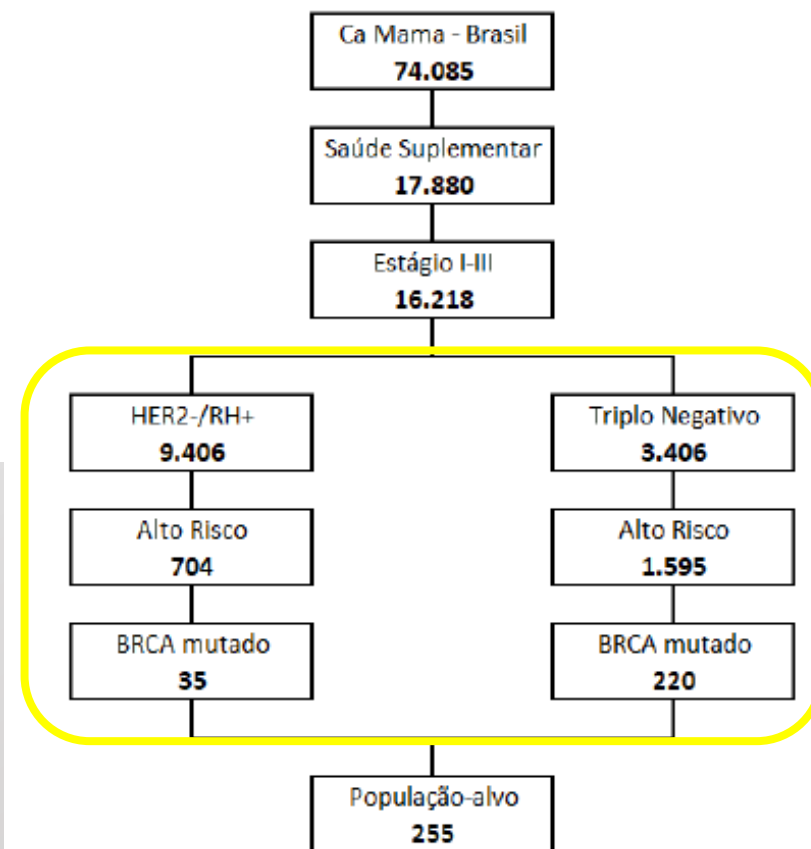 Ca Mama - Brasil
74.085
Saúde Suplementar
17.880
Estágio I-III
16.218
HER2-/RH+
9.406
Alto Risco
704
BRCA mutado
35
Triplo Negativo
3.406
Alto Risco
1.595
BRCA mutado
220
População-alvo
255